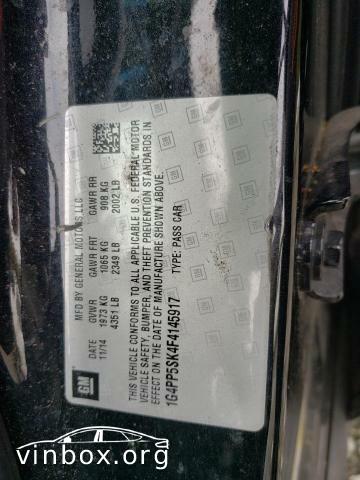 MFD BY GENERAL MOTORS LLC
DATE GVWR GAWR FRT GAWR RR
11/14 1973 KG 1065 KG 908 KG
4351 LB 2349 LB 2002 LB
THIS VEHICLE CONFORMS TO ALL APPLICABLE U.S. FEDERAL MOTOR
VEHICLE SAFETY, BUMPER, AND THEFT PREVENTION STANDARDS IN
EFFECT ON THE DATE OF MANUFACTURE SHOWN ABOVE.
1G4PP5SK4F4145917 TYPE: PASS CAR
GM
vinbox.org